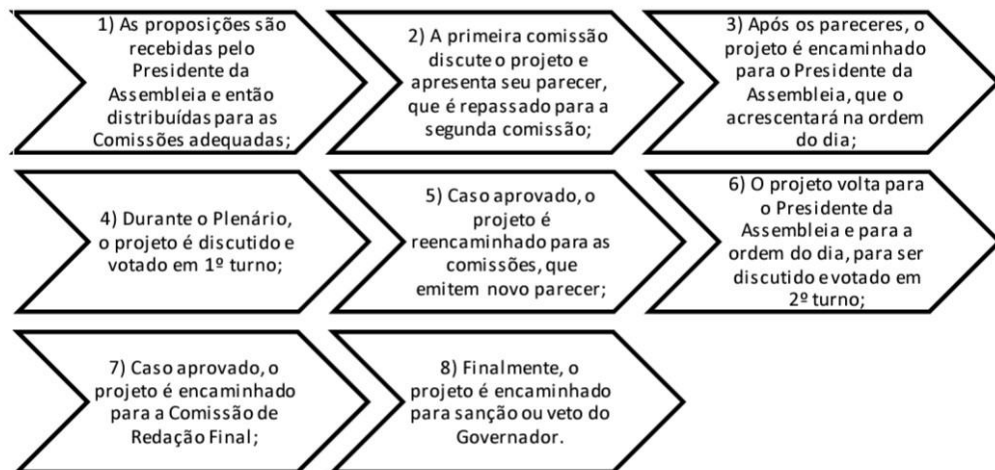 1) As proposições são
recebidas pelo
Presidente da
Assembleia e então
distribuídas para as
Comissões adequadas;
2) A primeira comissão
discute o projeto e
apresenta seu parecer,
que é repassado para a
segunda comissão;
3) Após os pareceres, o
projeto é encaminhado
para o Presidente da
Assembleia, que o
acrescentará na ordem
do dia;
4) Durante o Plenário,
o projeto é discutido e
votado em 1º turno;
5) Caso aprovado, o
projeto é
reencaminhado para as
comissões, que
emitem novo parecer;
6) O projeto volta para
o Presidente da
Assembleia e para a
ordem do dia, para ser
discutido e votado em
2º turno;
7) Caso aprovado, o
projeto é encaminhado
para a Comissão de
Redação Final;
8) Finalmente, o
projeto é encaminhado
para sanção ou veto do
Governador.